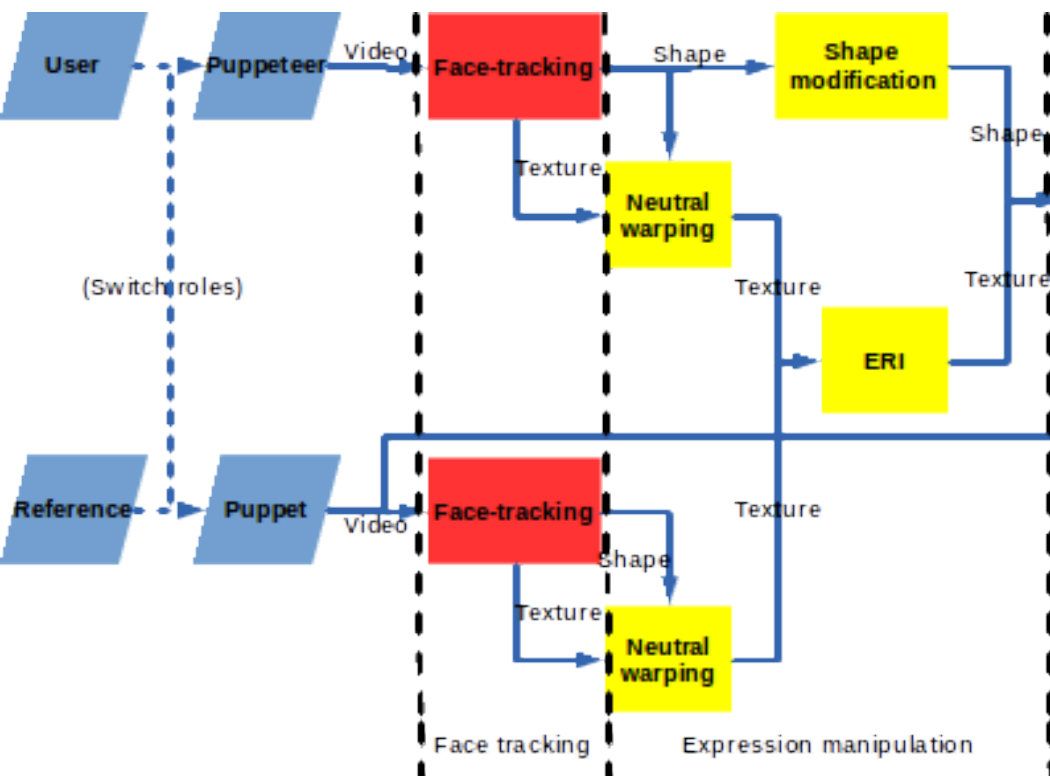 User
Puppeteer
Video
Face-tracking
Shape
Shape
modification
Shape
Texture
Neutral
warping
(Switch roles)
Texture
Texture
ERI
Reference
Puppet
Video
Face-tracking
Texture
Shape
Texture
Neutral
warping
Face tracking
Expression manipulation